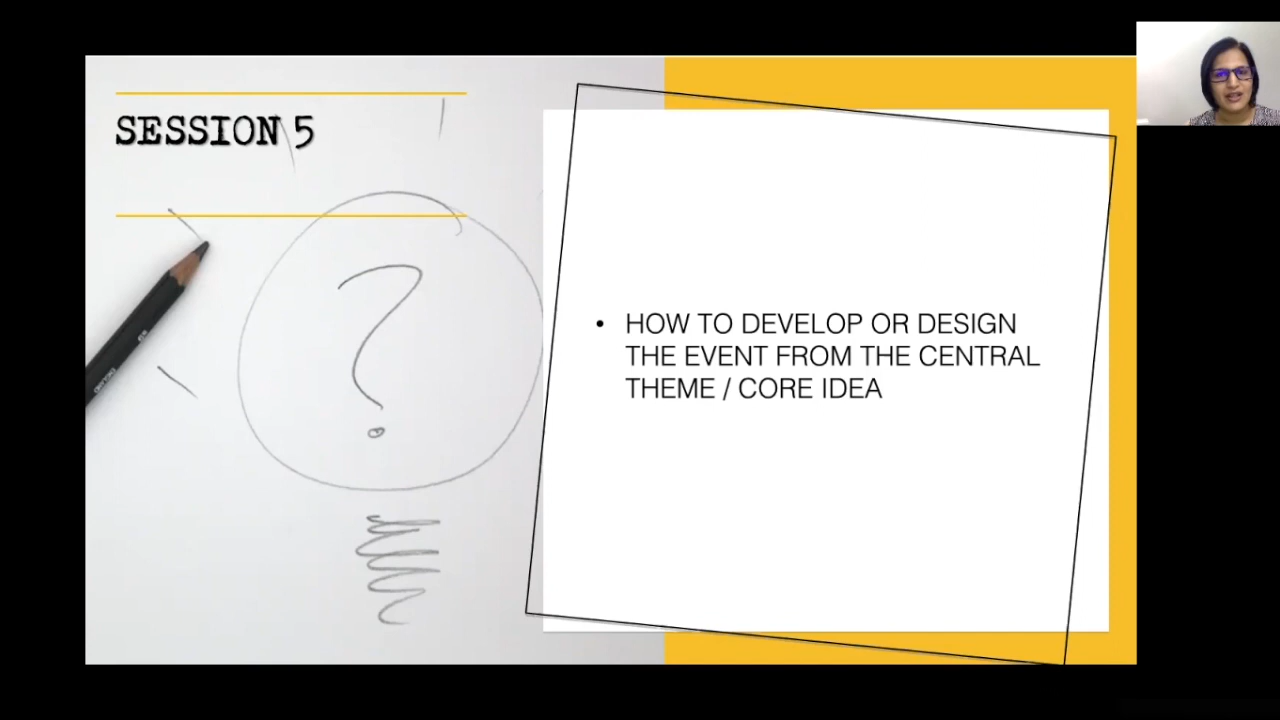 SESSION 5
• HOW TO DEVELOP OR DESIGN
THE EVENT FROM THE CENTRAL
THEME / CORE IDEA